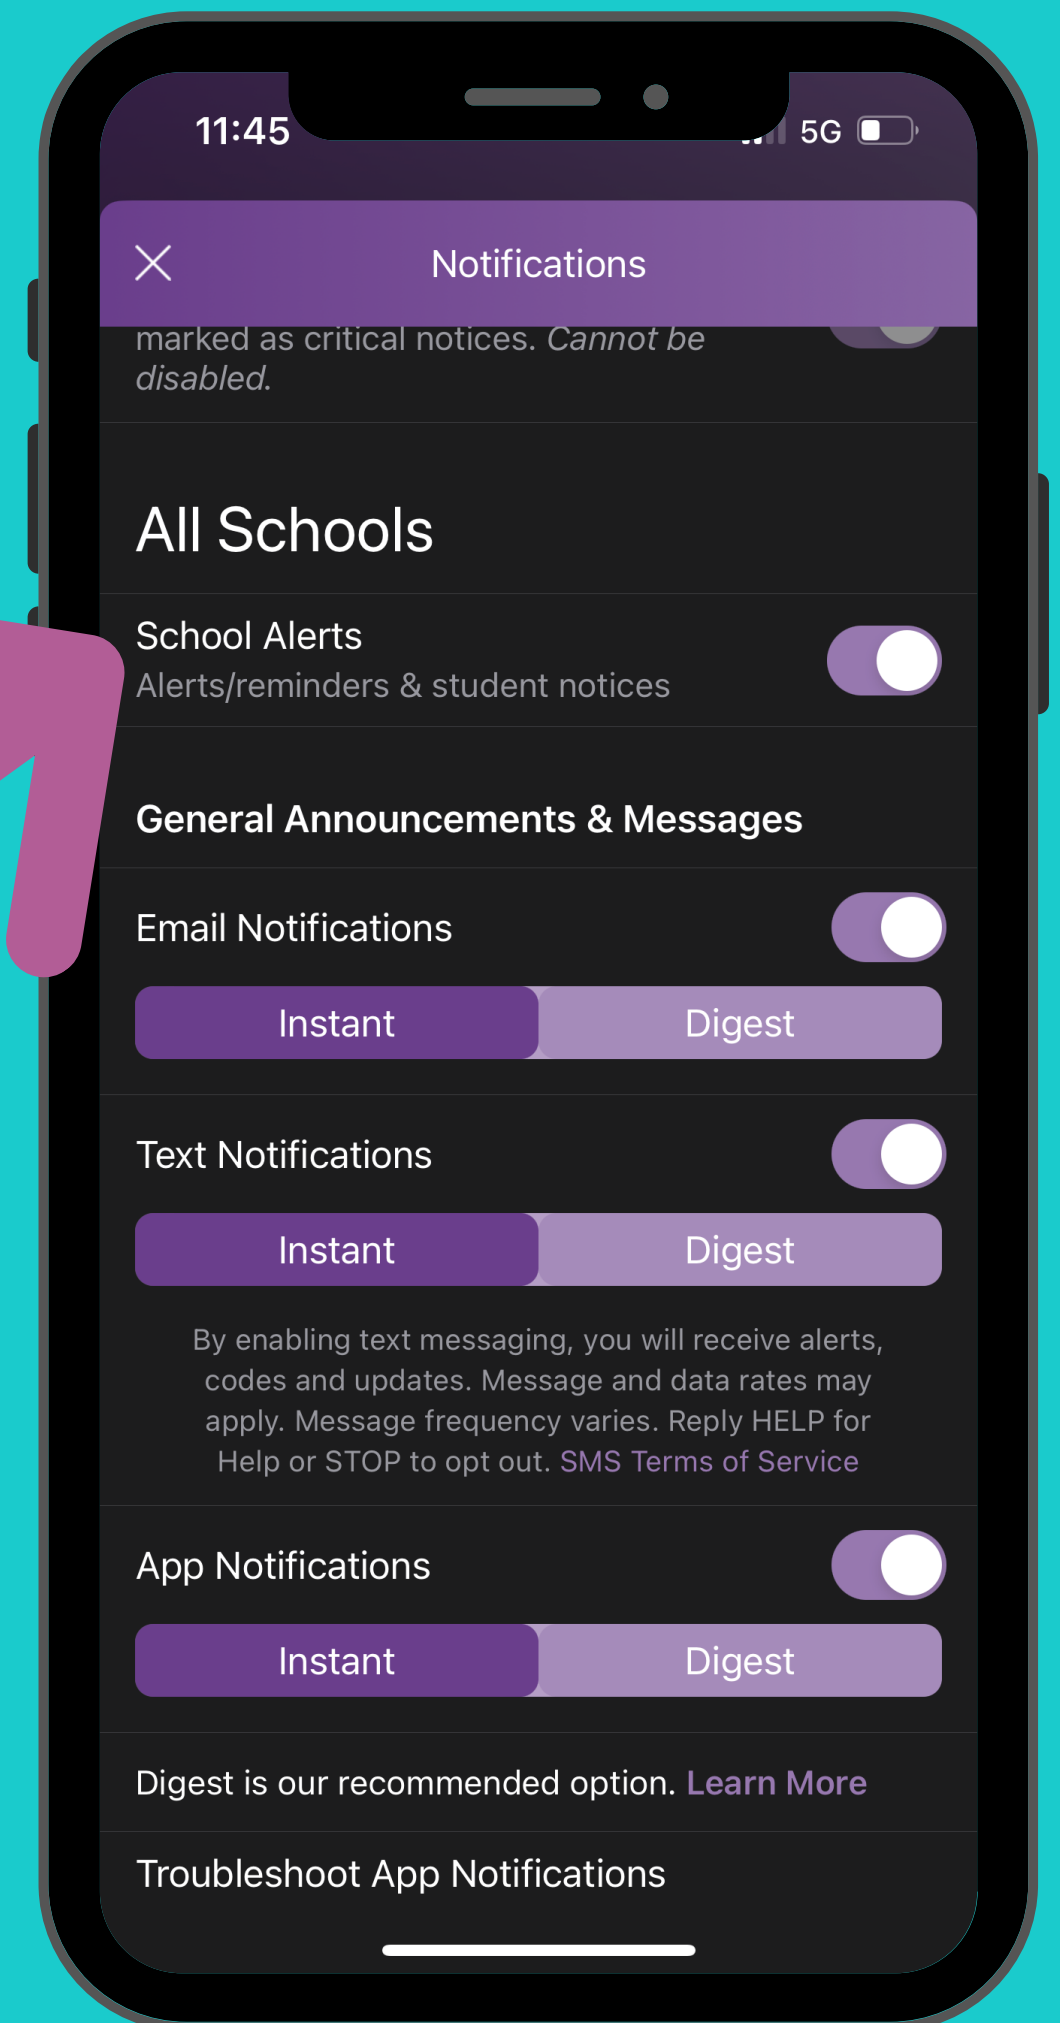 11:45 5G
Notifications
marked as critical notices. Cannot be
disabled.
All Schools
School Alerts
Alerts/reminders & student notices
General Announcements & Messages
Email Notifications
Instant Digest
Text Notifications
Instant Digest
By enabling text messaging, you will receive alerts,
codes and updates. Message and data rates may
apply. Message frequency varies. Reply HELP for
Help or STOP to opt out. SMS Terms of Service
App Notifications
Instant Digest
Digest is our recommended option. Learn More
Troubleshoot App Notifications